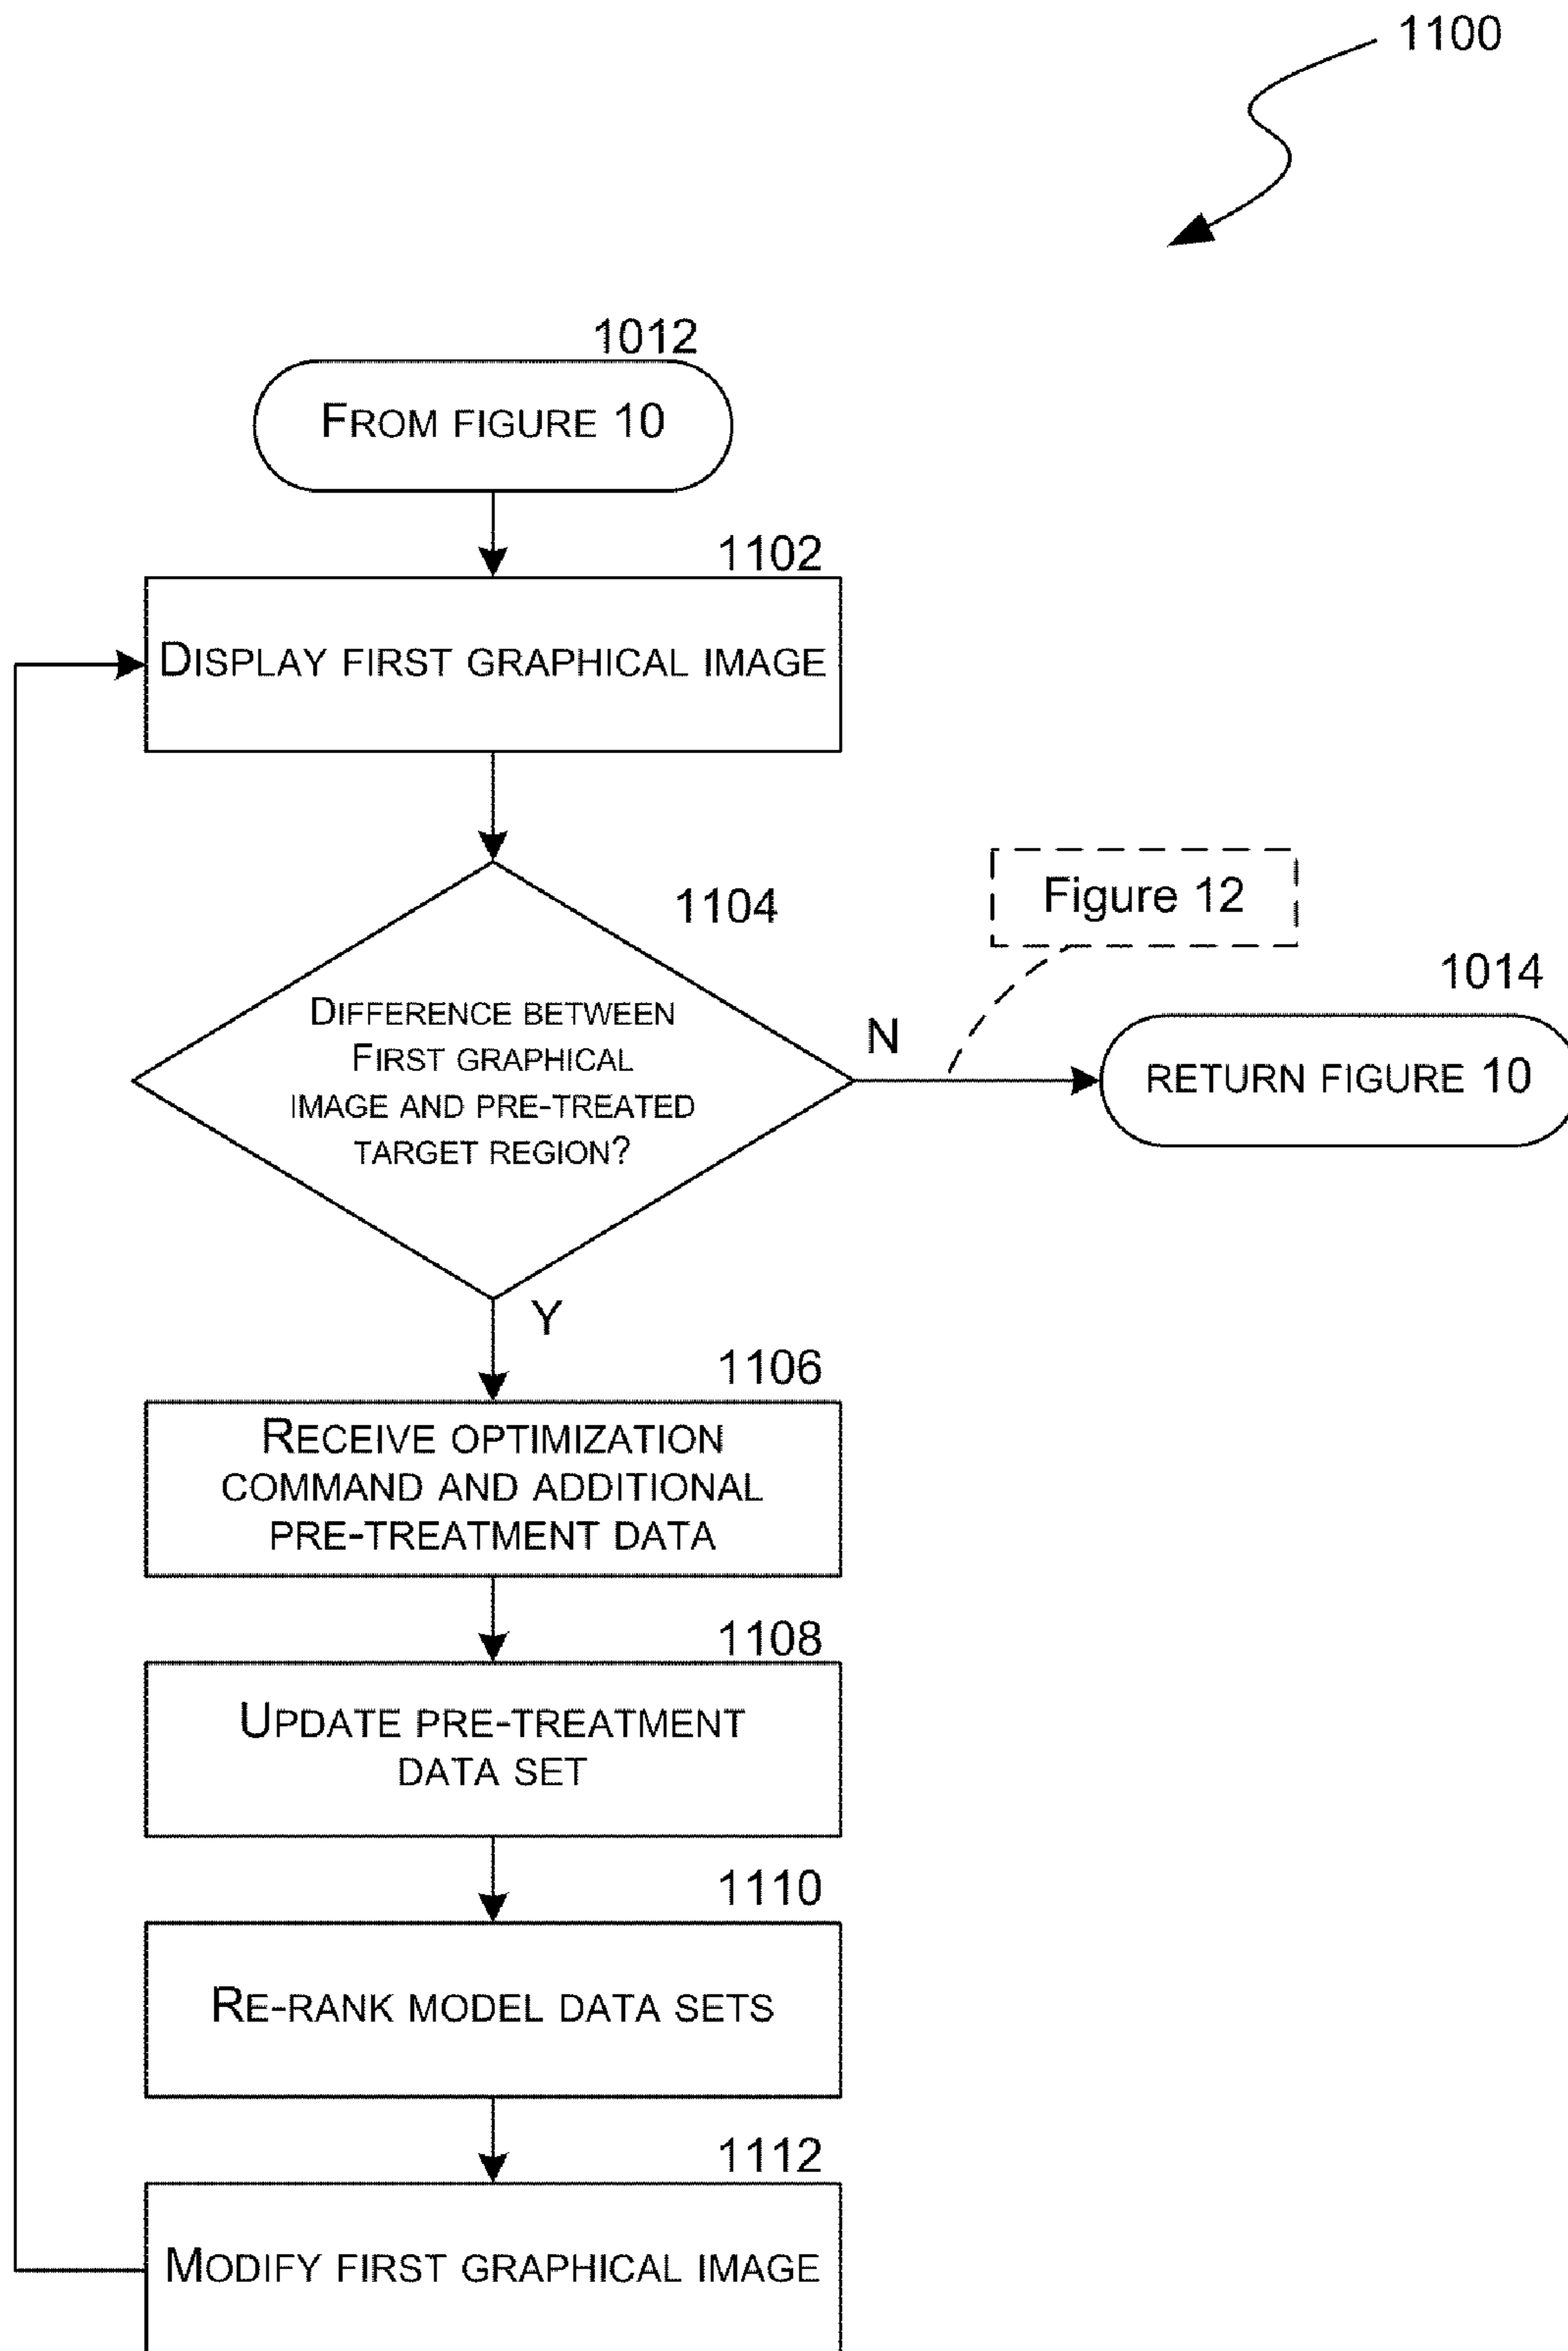 1100
1012
FROM FIGURE 10
1102
DISPLAY FIRST GRAPHICAL IMAGE
1104
DIFFERENCE BETWEEN
FIRST GRAPHICAL
IMAGE AND PRE-TREATED
TARGET REGION?
Figure 12
N
1014
RETURN FIGURE 10
Y
1106
RECEIVE OPTIMIZATION
COMMAND AND ADDITIONAL
PRE-TREATMENT DATA
1108
UPDATE PRE-TREATMENT
DATA SET
1110
RE-RANK MODEL DATA SETS
1112
MODIFY FIRST GRAPHICAL IMAGE